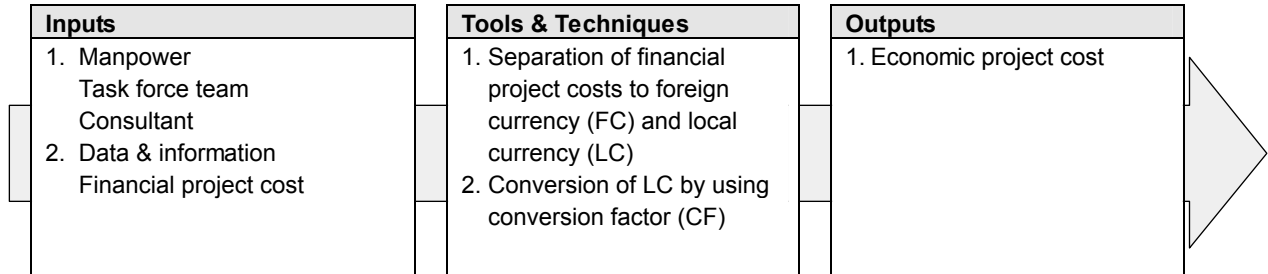 Inputs
1. Manpower
Task force team
Consultant
2. Data & information
Financial project cost
Tools & Techniques
1. Separation of financial
project costs to foreign
currency (FC) and local
currency (LC)
2. Conversion of LC by using
conversion factor (CF)
Outputs
1. Economic project cost